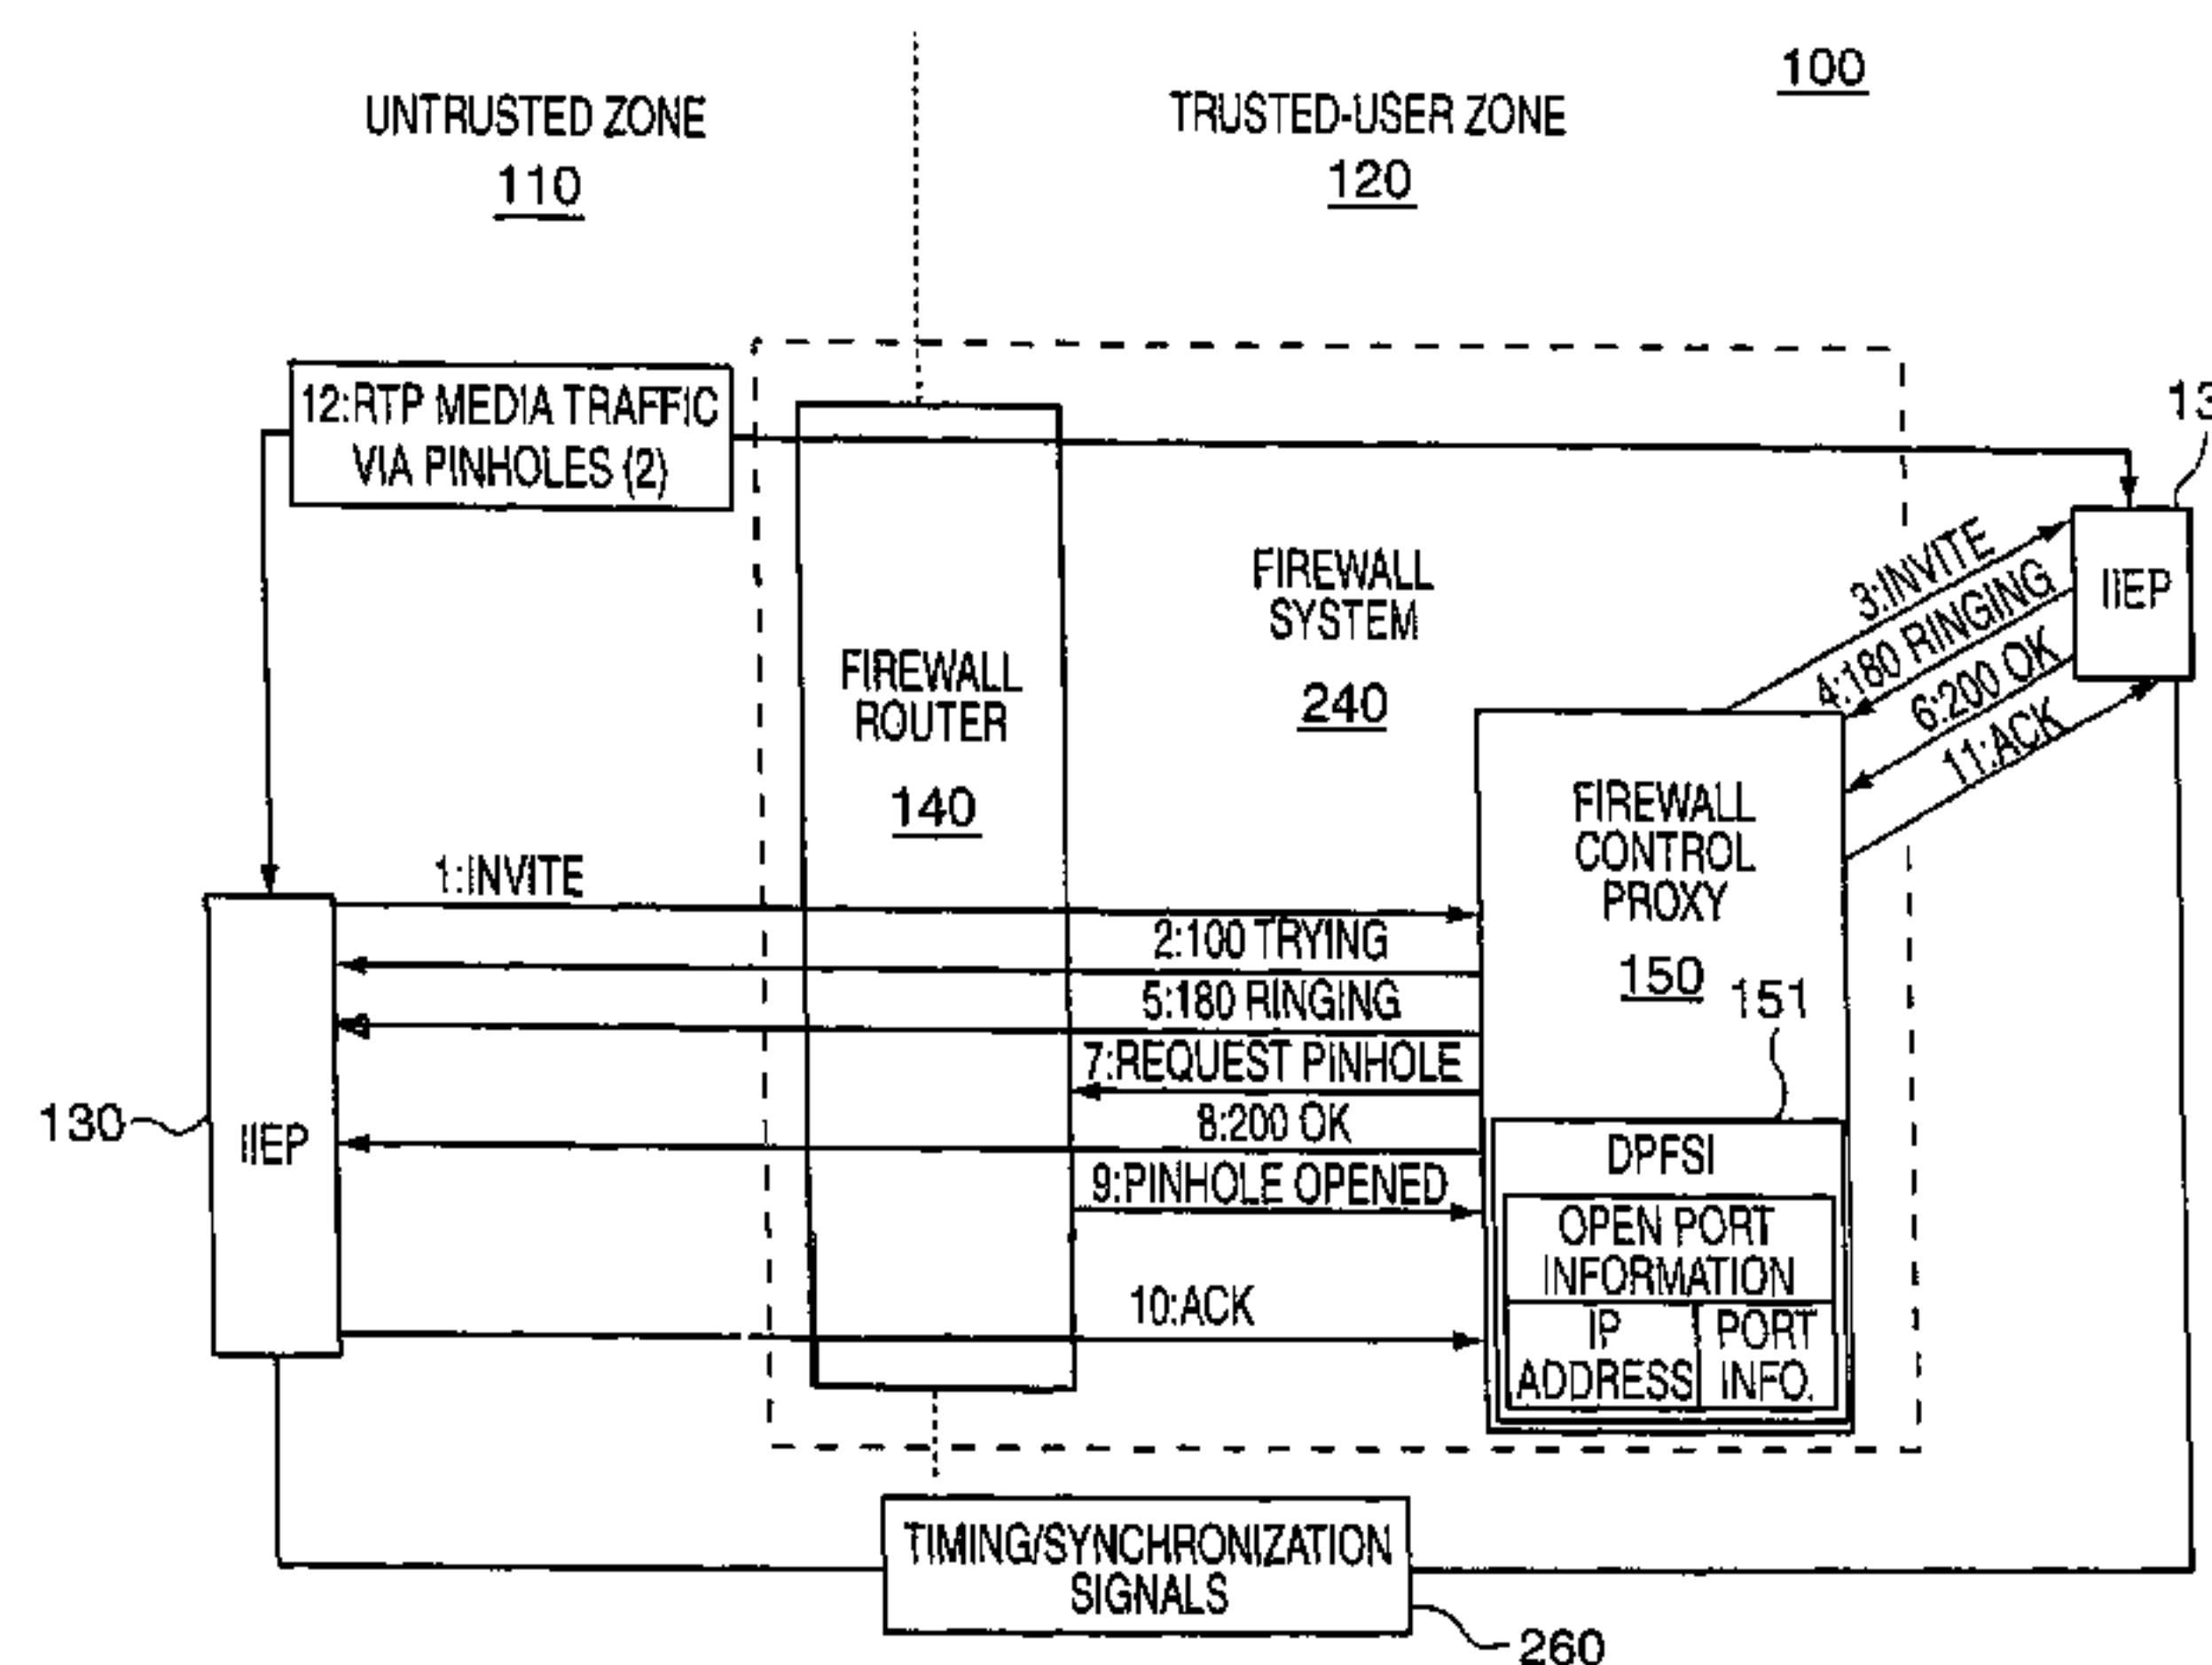 100
UNTRUSTED ZONE
110
TRUSTED-USER ZONE
120
12:RTP MEDIA TRAFFIC
VIA PINHOLES (2)
13
FIREWALL
SYSTEM
240
FIREWALL
ROUTER
140
IIEP
3:INVITE
4:180 RINGING
6:200 OK
11:ACK
FIREWALL
CONTROL
PROXY
150
151
1:INVITE
2:100 TRYING
5:180 RINGING
7:REQUEST PINHOLE
8:200 OK
9:PINHOLE OPENED
10:ACK
130
IIEP
DPFSI
OPEN PORT
INFORMATION
IP
ADDRESS
PORT
INFO.
TIMING/SYNCHRONIZATION
SIGNALS
260